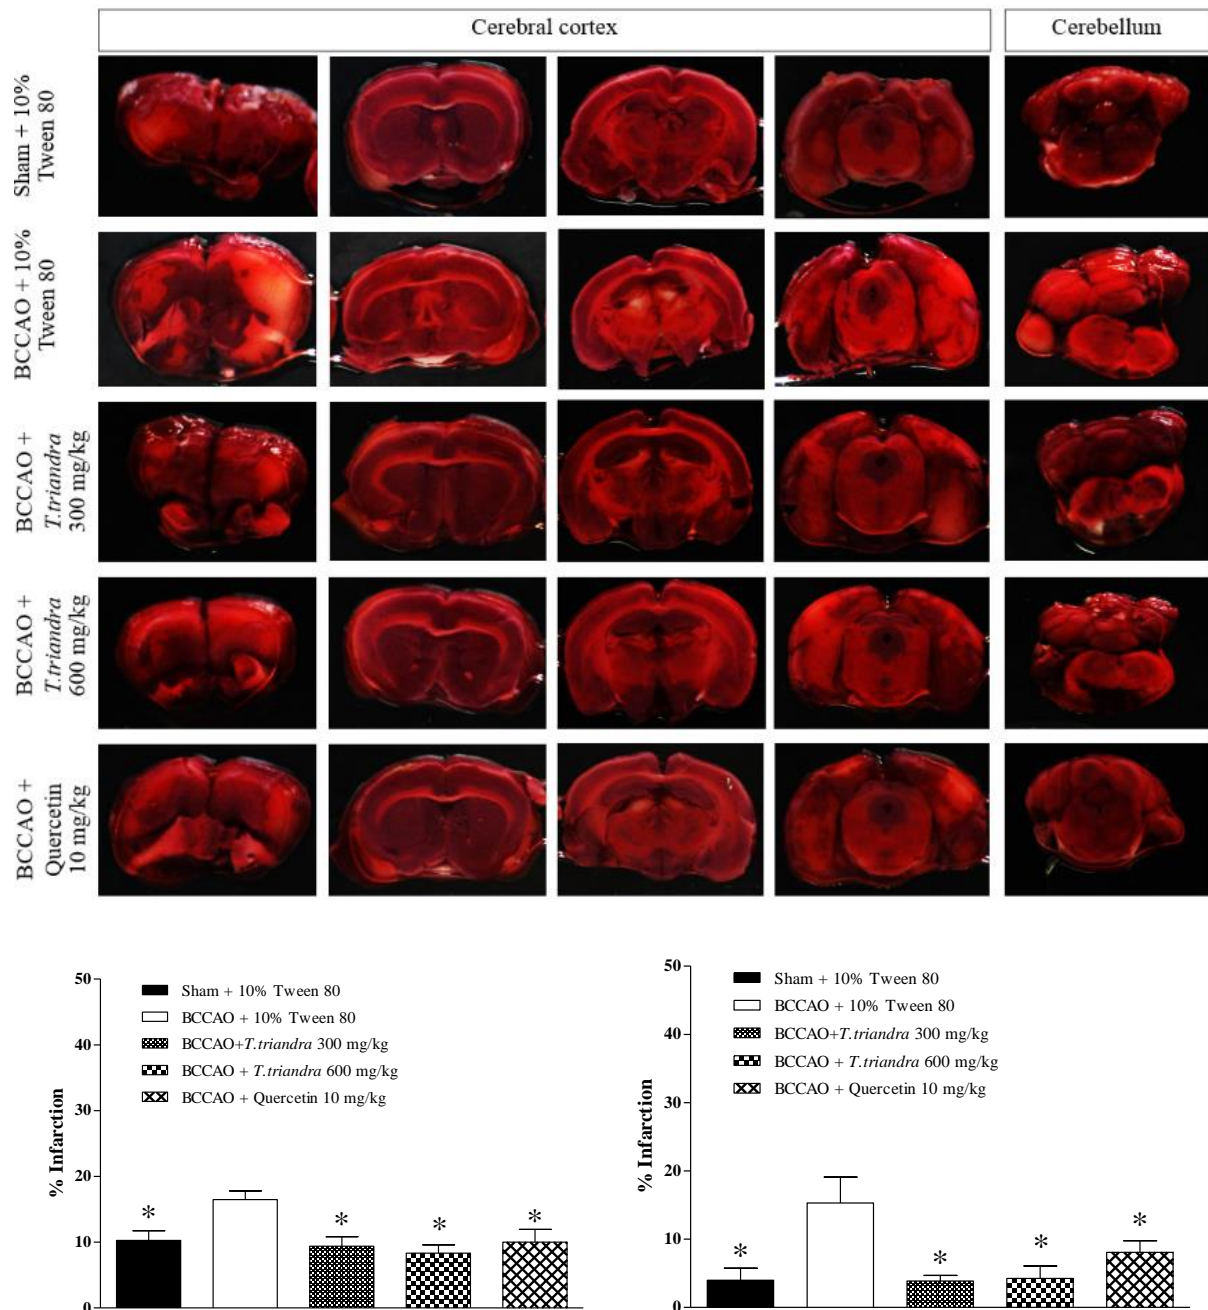 Cerebral cortex
Cerebellum
Sham + 10%
Tween 80
BCCAO + 10%
Tween 80
BCCAO +
T.triandra
300 mg/kg
BCCAO +
T.triandra
600 mg/kg
BCCAO +
Quercetin
10 mg/kg
50
40
30
20
10
0
% Infarction
Sham + 10% Tween 80
BCCAO + 10% Tween 80
BCCAO+T.triandra 300 mg/kg
BCCAO + T.triandra 600 mg/kg
BCCAO + Quercetin 10 mg/kg
* * * *
50
40
30
20
10
0
% Infarction
Sham + 10% Tween 80
BCCAO + 10% Tween 80
BCCAO+T.triandra 300 mg/kg
BCCAO + T.triandra 600 mg/kg
BCCAO + Quercetin 10 mg/kg
* * * *